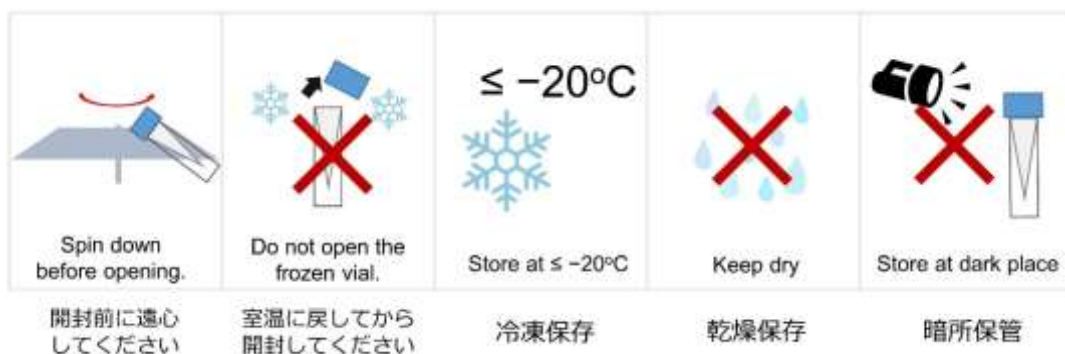 ≤ −20°C
Spin down
before opening.
Do not open the
frozen vial.
Store at ≤ −20°C
Keep dry
Store at dark place
開封前に遠心
してください
室温に戻してから
開封してください
冷凍保存
乾燥保存
暗所保管